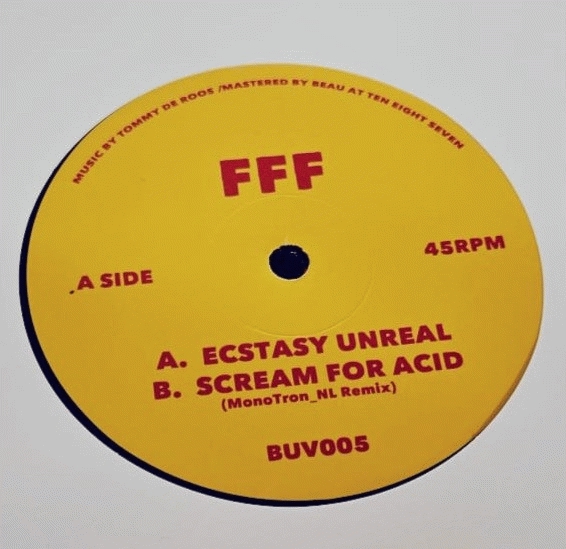 MUSIC BY TOMMY DE ROOS /MASTERED BY BEAU AT TEN EIGHT SEVEN
FFF
A SIDE
45RPM
A. ECSTASY UNREAL
B. SCREAM FOR ACID
(MonoTron_NL Remix)
BUV005